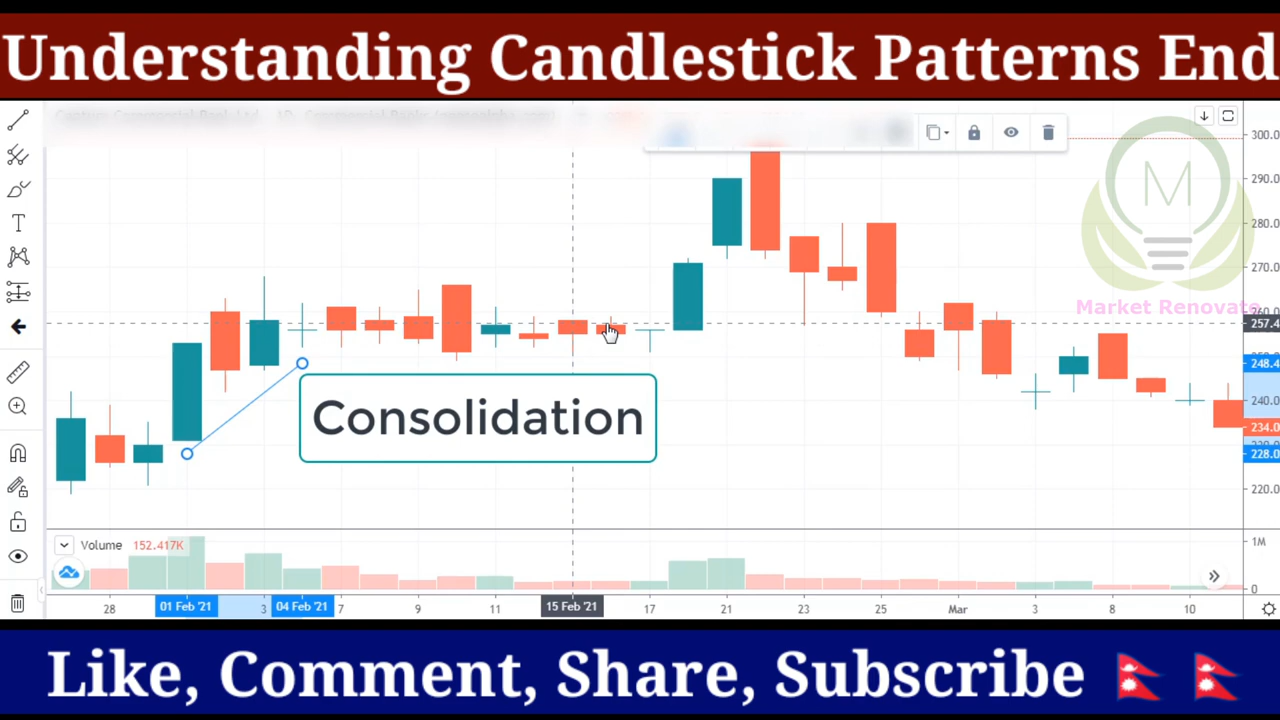 Understanding Candlestick Patterns End
300.0
290.0
280.0
270.0
Market Renovate
257.4
248.4
240.0
234.0
228.0
220.0
Consolidation
Volume 152.417K
1M
0
28 01 Feb '21 3 04 Feb '21 7 9 11 15 Feb '21 17 21 23 25 Mar 3 8 10
Like, Comment, Share, Subscribe